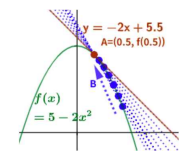 y = −2x + 5.5
A=(0.5, f(0.5))
B
f(x)
= 5 − 2x²